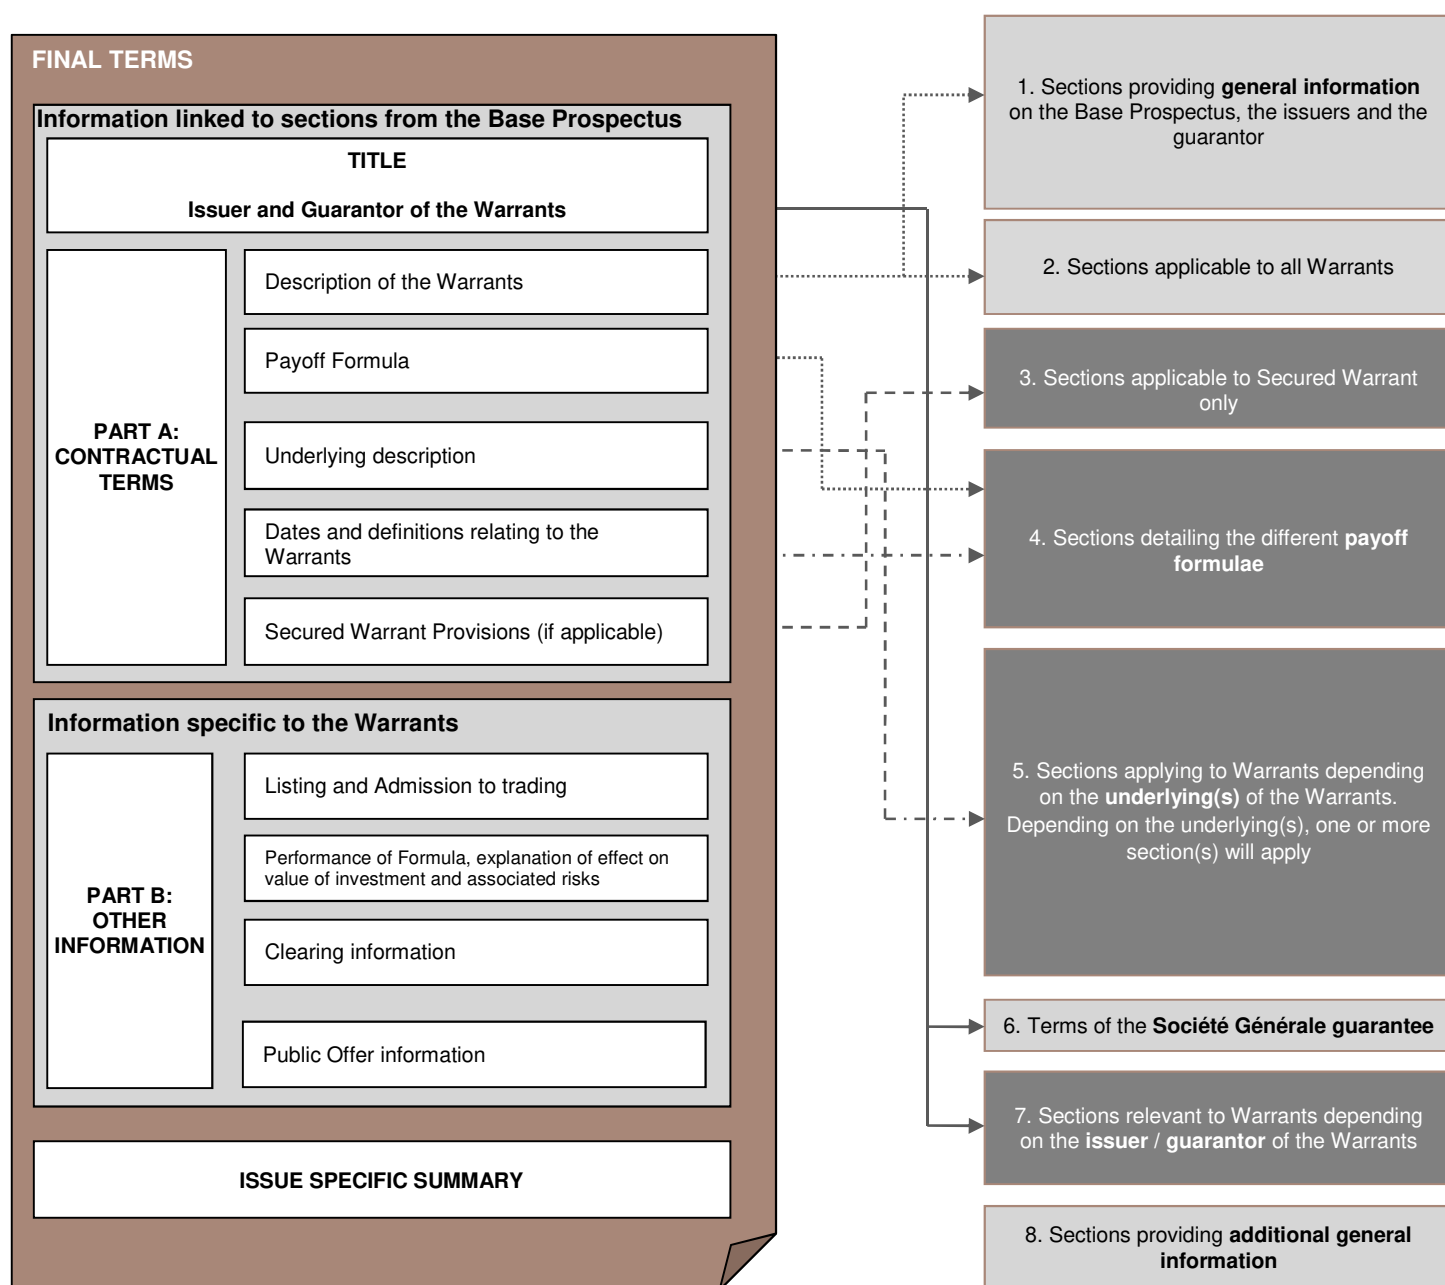 FINAL TERMS
Information linked to sections from the Base Prospectus
TITLE
Issuer and Guarantor of the Warrants
PART A:
CONTRACTUAL
TERMS
Description of the Warrants
Payoff Formula
Underlying description
Dates and definitions relating to the
Warrants
Secured Warrant Provisions (if applicable)
Information specific to the Warrants
PART B:
OTHER
INFORMATION
Listing and Admission to trading
Performance of Formula, explanation of effect on
value of investment and associated risks
Clearing information
Public Offer information
ISSUE SPECIFIC SUMMARY
1. Sections providing general information
on the Base Prospectus, the issuers and the
guarantor
2. Sections applicable to all Warrants
3. Sections applicable to Secured Warrant
only
4. Sections detailing the different payoff
formulae
5. Sections applying to Warrants depending
on the underlying(s) of the Warrants.
Depending on the underlying(s), one or more
section(s) will apply
6. Terms of the Société Générale guarantee
7. Sections relevant to Warrants depending
on the issuer / guarantor of the Warrants
8. Sections providing additional general
information